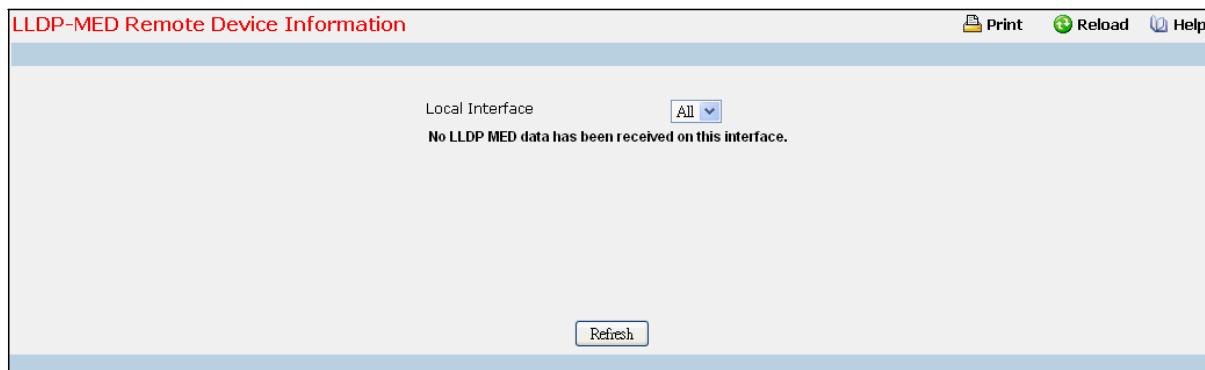 LLDP-MED Remote Device Information
Print Reload Help
Local Interface All
No LLDP MED data has been received on this interface.
Refresh